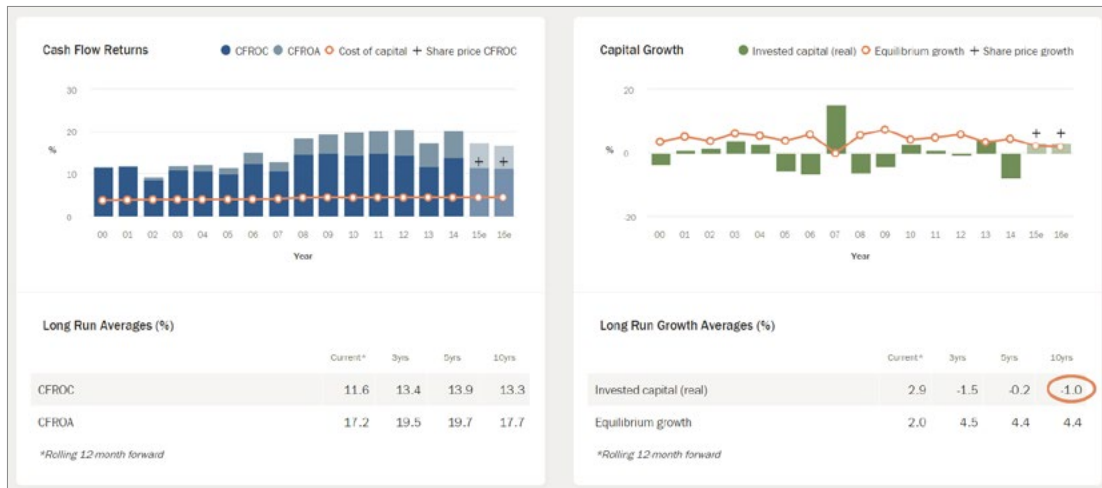 Cash Flow Returns
CFROC CFROA Cost of capital + Share price CFROC
30
20
%
10
0
00 01 02 03 04 05 06 07 08 09 10 11 12 13 14 15e 16e
Year
Long Run Averages (%)
Current* 3yrs 5yrs 10yrs
CFROC 11.6 13.4 13.9 13.3
CFROA 17.2 19.5 19.7 17.7
*Rolling 12-month forward
Capital Growth
Invested capital (real) Equilibrium growth + Share price growth
20
% 0
-20
00 01 02 03 04 05 06 07 08 09 10 11 12 13 14 15e 16e
Year
Long Run Growth Averages (%)
Current* 3yrs 5yrs 10yrs
Invested capital (real) 2.9 -1.5 -0.2 -1.0
Equilibrium growth 2.0 4.5 4.4 4.4
*Rolling 12-month forward